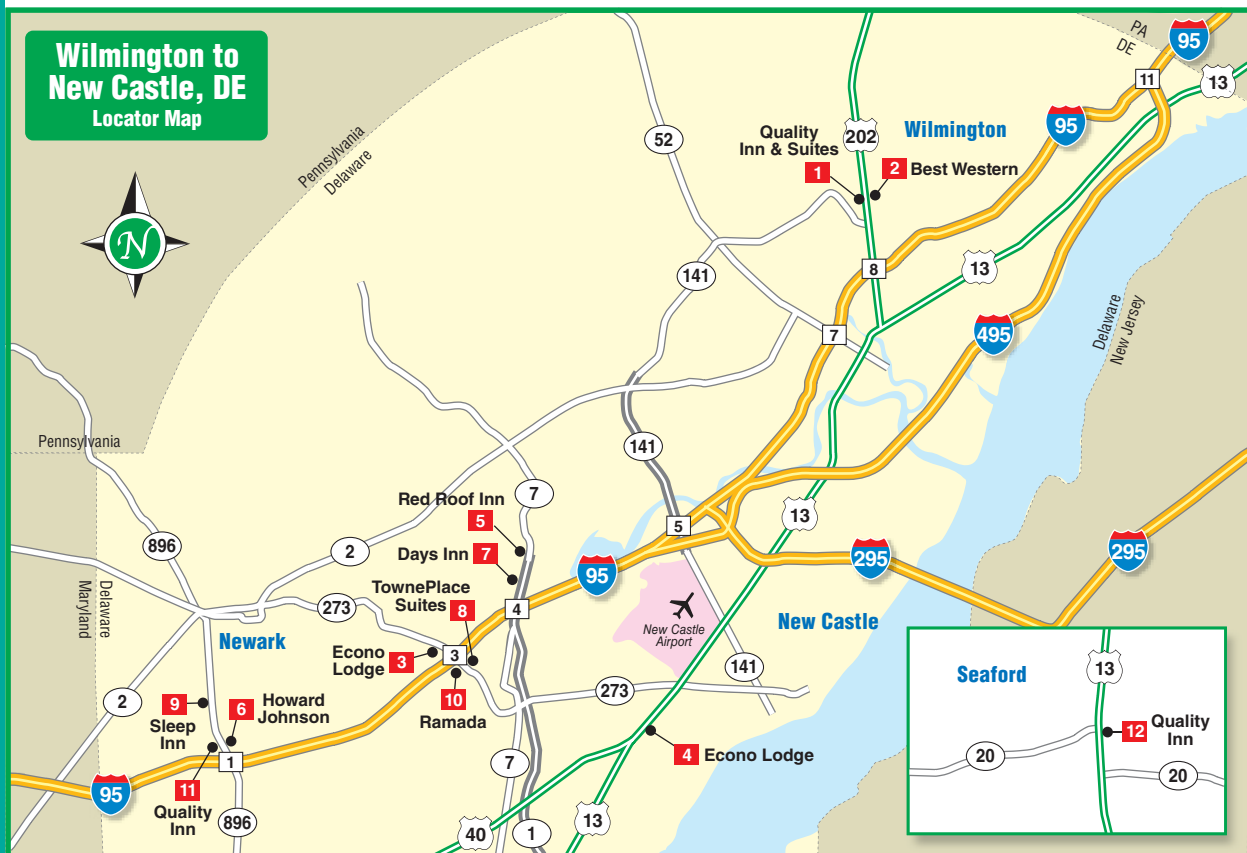 Wilmington to
New Castle, DE
Locator Map
PA
DE
95
11
13
52
Quality
Inn & Suites
202
Wilmington
95
1
2 Best Western
Pennsylvania
Delaware
N
141
8
13
7
495
Delaware
New Jersey
Pennsylvania
141
Red Roof Inn
5
7
13
5
896
2
Days Inn
7
95
295
295
TownePlace
Suites
8
Delaware
Maryland
273
4
New Castle
Airport
New Castle
Newark
Econo
Lodge
3
3
141
10
Ramada
273
2
9
Sleep
Inn
6
Howard
Johnson
4 Econo Lodge
1
11
Quality
Inn
7
95
896
40
1
13
Seaford
13
12
Quality
Inn
20
20